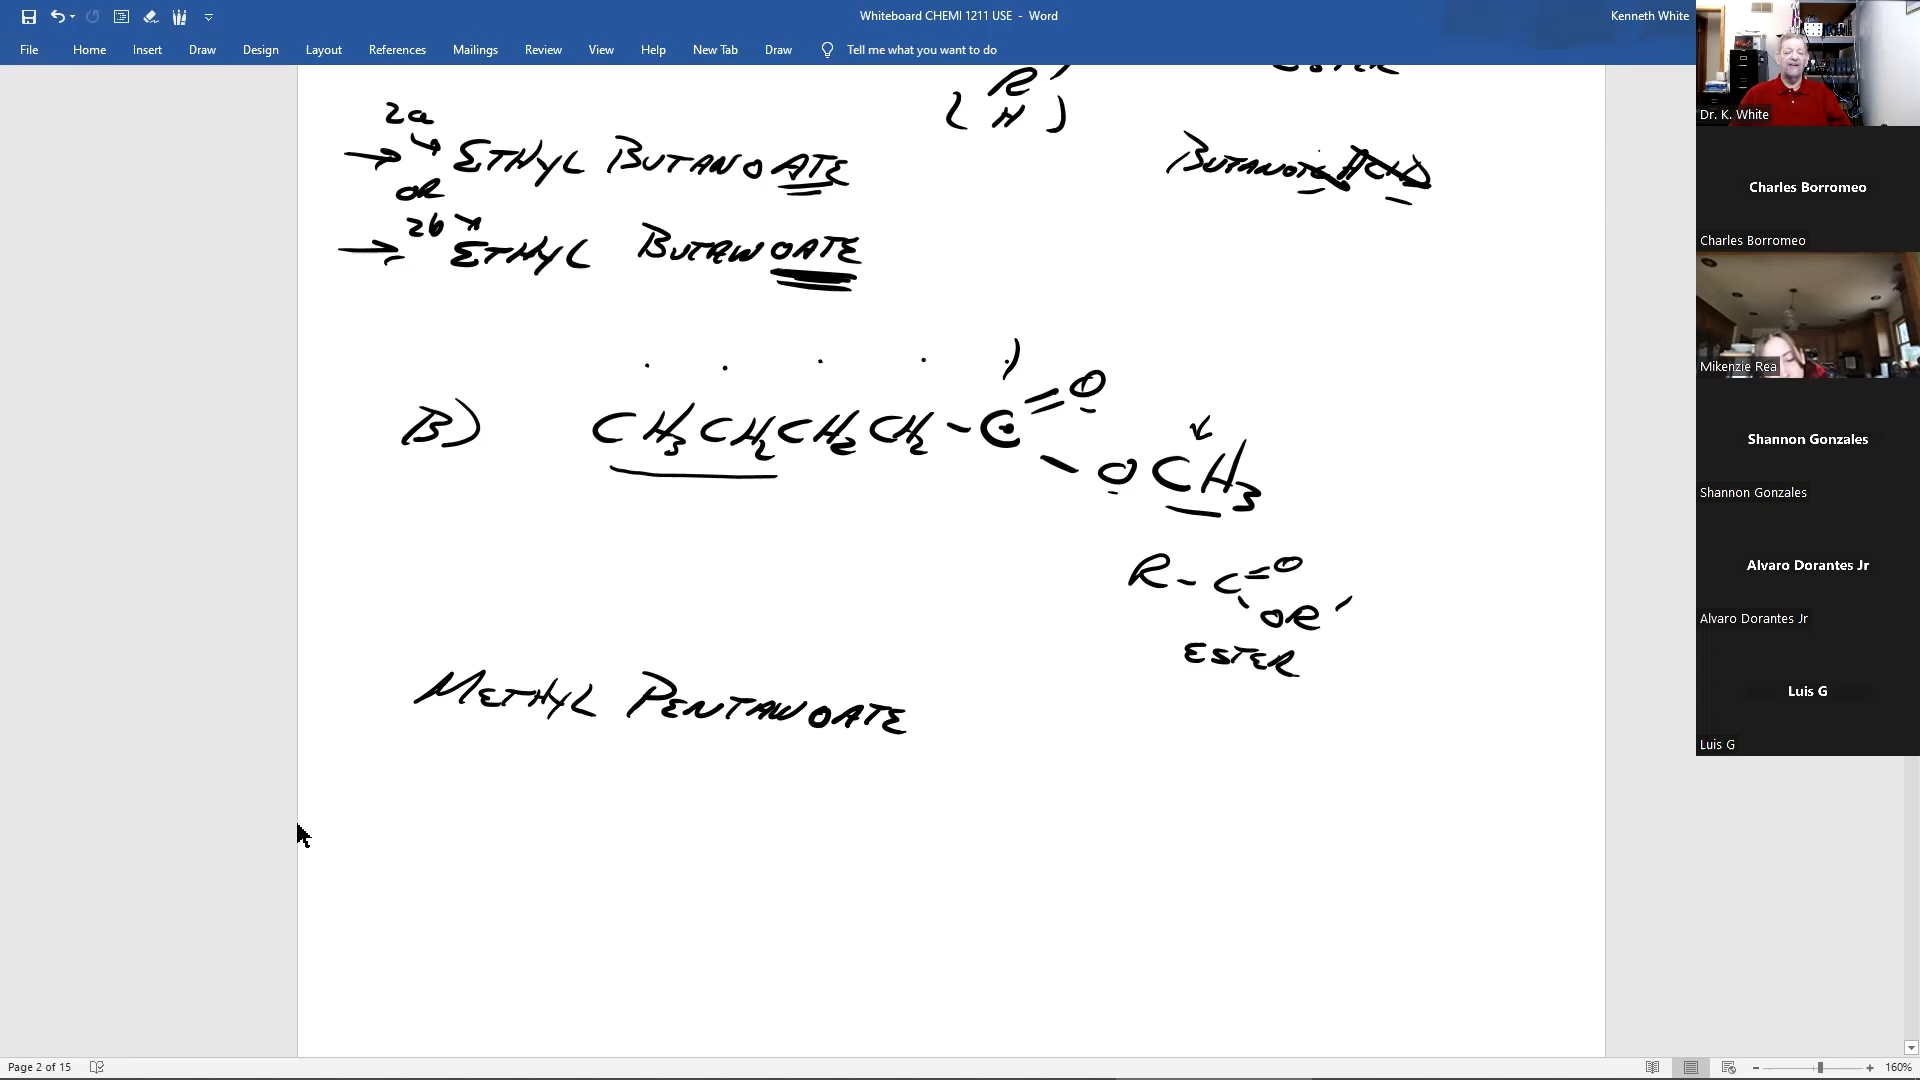 Whiteboard CHEMI 1211 USE - Word
Kenneth White
File Home Insert Draw Design Layout References Mailings Review View Help New Tab Draw Tell me what you want to do
R'
ESTER
(H)
2a
ETHYL BUTANOATE
BUTANOIC ACID
OR
2b
ETHYL BUTANOATE
B) CH3CH2CH2CH2-C=O
-OCH3
R-C=O
OR'
ESTER
METHYL PENTANOATE
Dr. K. White
Charles Borromeo
Charles Borromeo
Mikenzie Rea
Shannon Gonzales
Shannon Gonzales
Alvaro Dorantes Jr
Alvaro Dorantes Jr
Luis G
Luis G
Page 2 of 15
160%